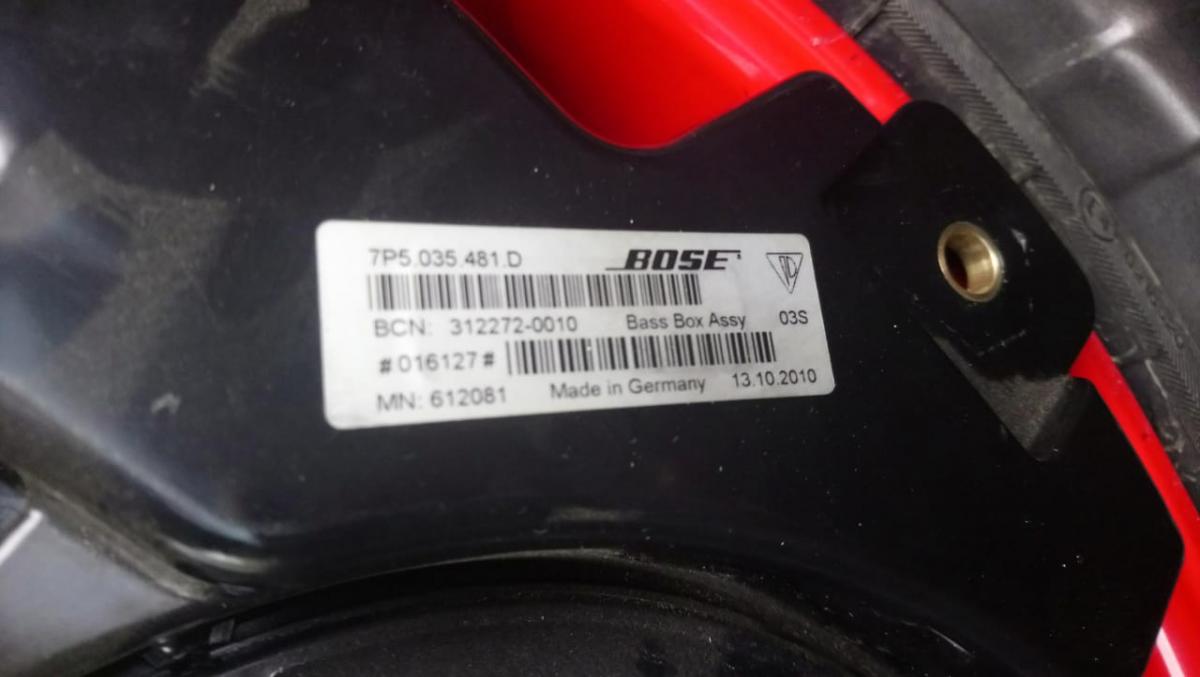 7P5.035.481.D BOSE
BCN: 312272-0010 Bass Box Assy 03S
#016127#
MN: 612081 Made in Germany 13.10.2010